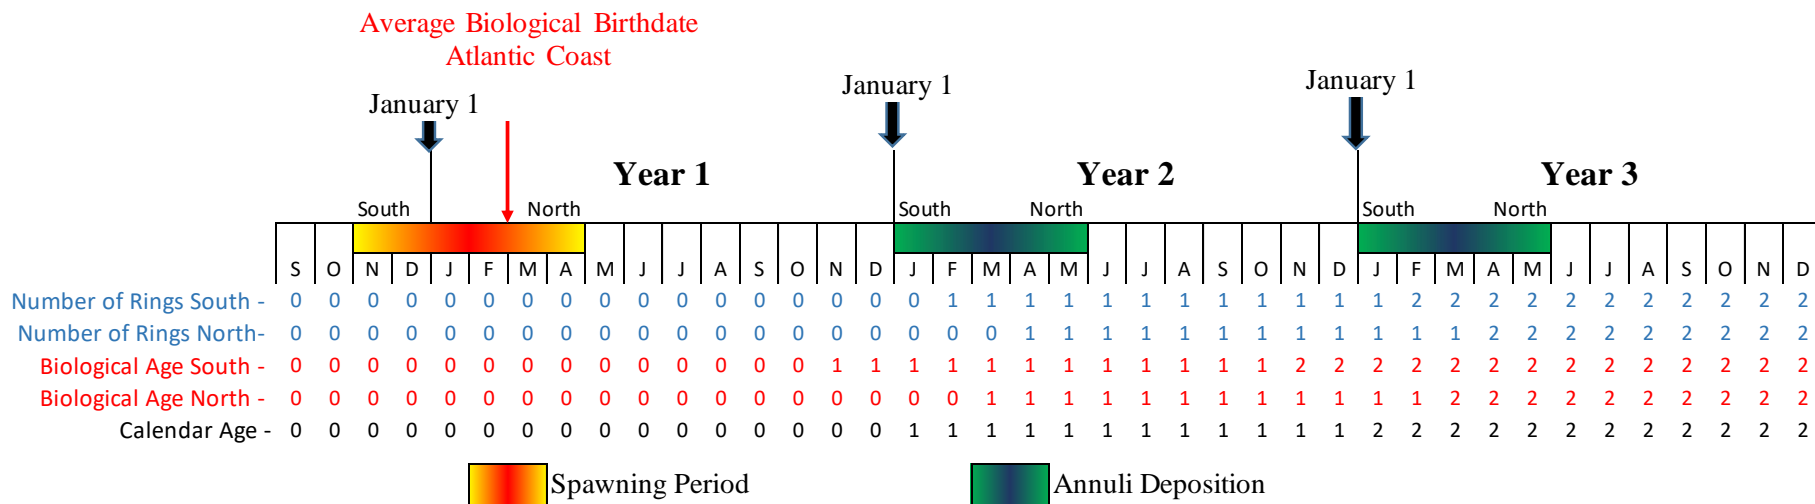 Average Biological Birthdate
Atlantic Coast
January 1
January 1
January 1
Year 1
Year 2
Year 3
South North South North South North
S O N D J F M A M J J A S O N D J F M A M J J A S O N D J F M A M J J A S O N D
Number of Rings South - 0 0 0 0 0 0 0 0 0 0 0 0 0 0 0 0 0 1 1 1 1 1 1 1 1 1 1 1 1 2 2 2 2 2 2 2 2 2 2 2
Number of Rings North- 0 0 0 0 0 0 0 0 0 0 0 0 0 0 0 0 0 0 0 1 1 1 1 1 1 1 1 1 1 1 1 2 2 2 2 2 2 2 2 2
Biological Age South - 0 0 0 0 0 0 0 0 0 0 0 0 0 0 1 1 1 1 1 1 1 1 1 1 1 1 2 2 2 2 2 2 2 2 2 2 2 2 2 2
Biological Age North - 0 0 0 0 0 0 0 0 0 0 0 0 0 0 0 0 0 0 1 1 1 1 1 1 1 1 1 1 1 1 2 2 2 2 2 2 2 2 2 2
Calendar Age - 0 0 0 0 0 0 0 0 0 0 0 0 0 0 0 0 1 1 1 1 1 1 1 1 1 1 1 1 2 2 2 2 2 2 2 2 2 2 2 2
Spawning Period
Annuli Deposition